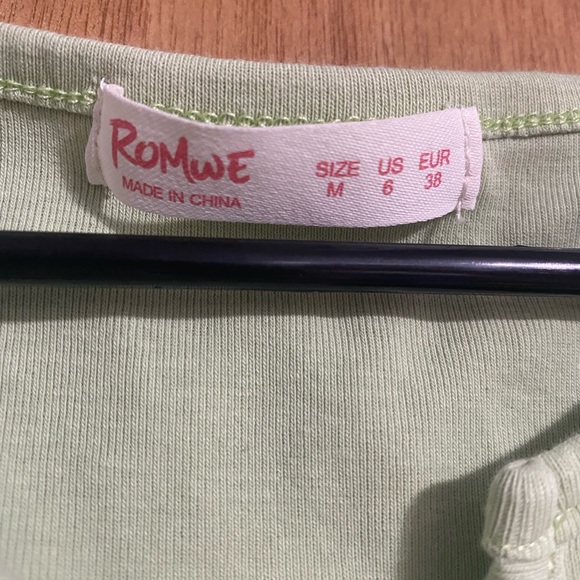 ROMWE
MADE IN CHINA
SIZE US EUR
M 6 38